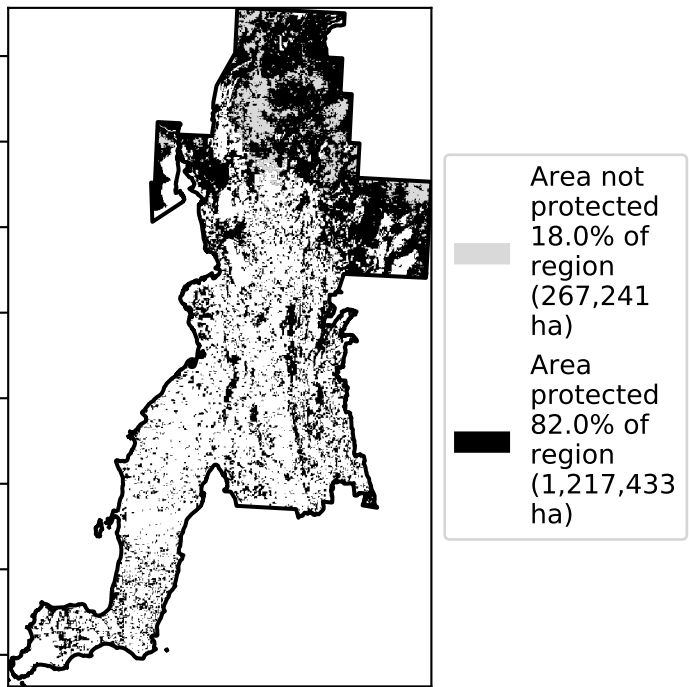 Area not
protected
18.0% of
region
(267,241
ha)
Area
protected
82.0% of
region
(1,217,433
ha)